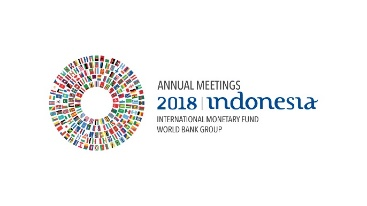 ANNUAL MEETINGS
2018 | indonesia
INTERNATIONAL MONETARY FUND
WORLD BANK GROUP